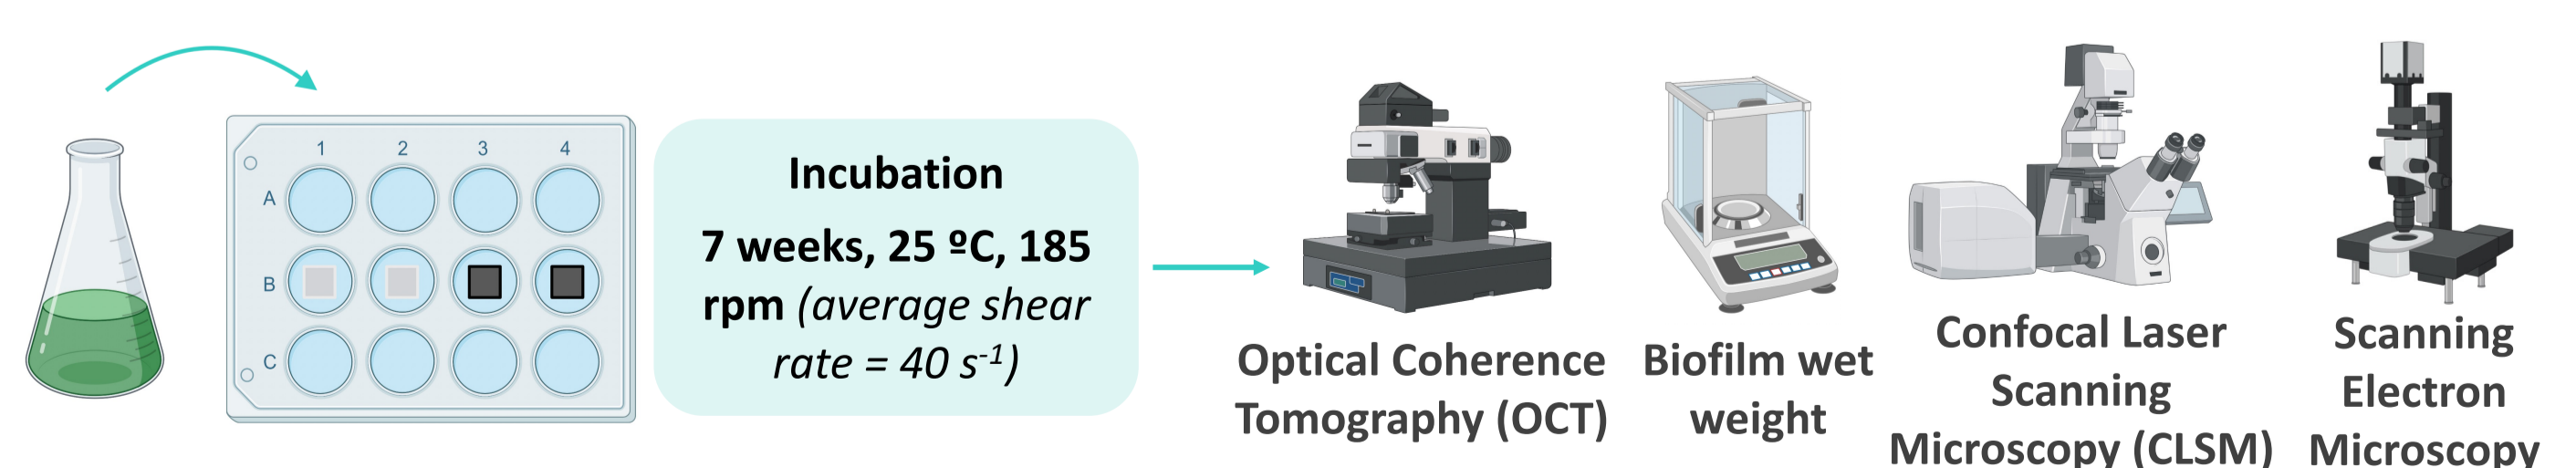 1 2 3 4
A
B
C
Incubation
7 weeks, 25 ºC, 185
rpm (average shear
rate = 40 s-1)
Optical Coherence
Tomography (OCT)
Biofilm wet
weight
Confocal Laser
Scanning
Microscopy (CLSM)
Scanning
Electron
Microscopy